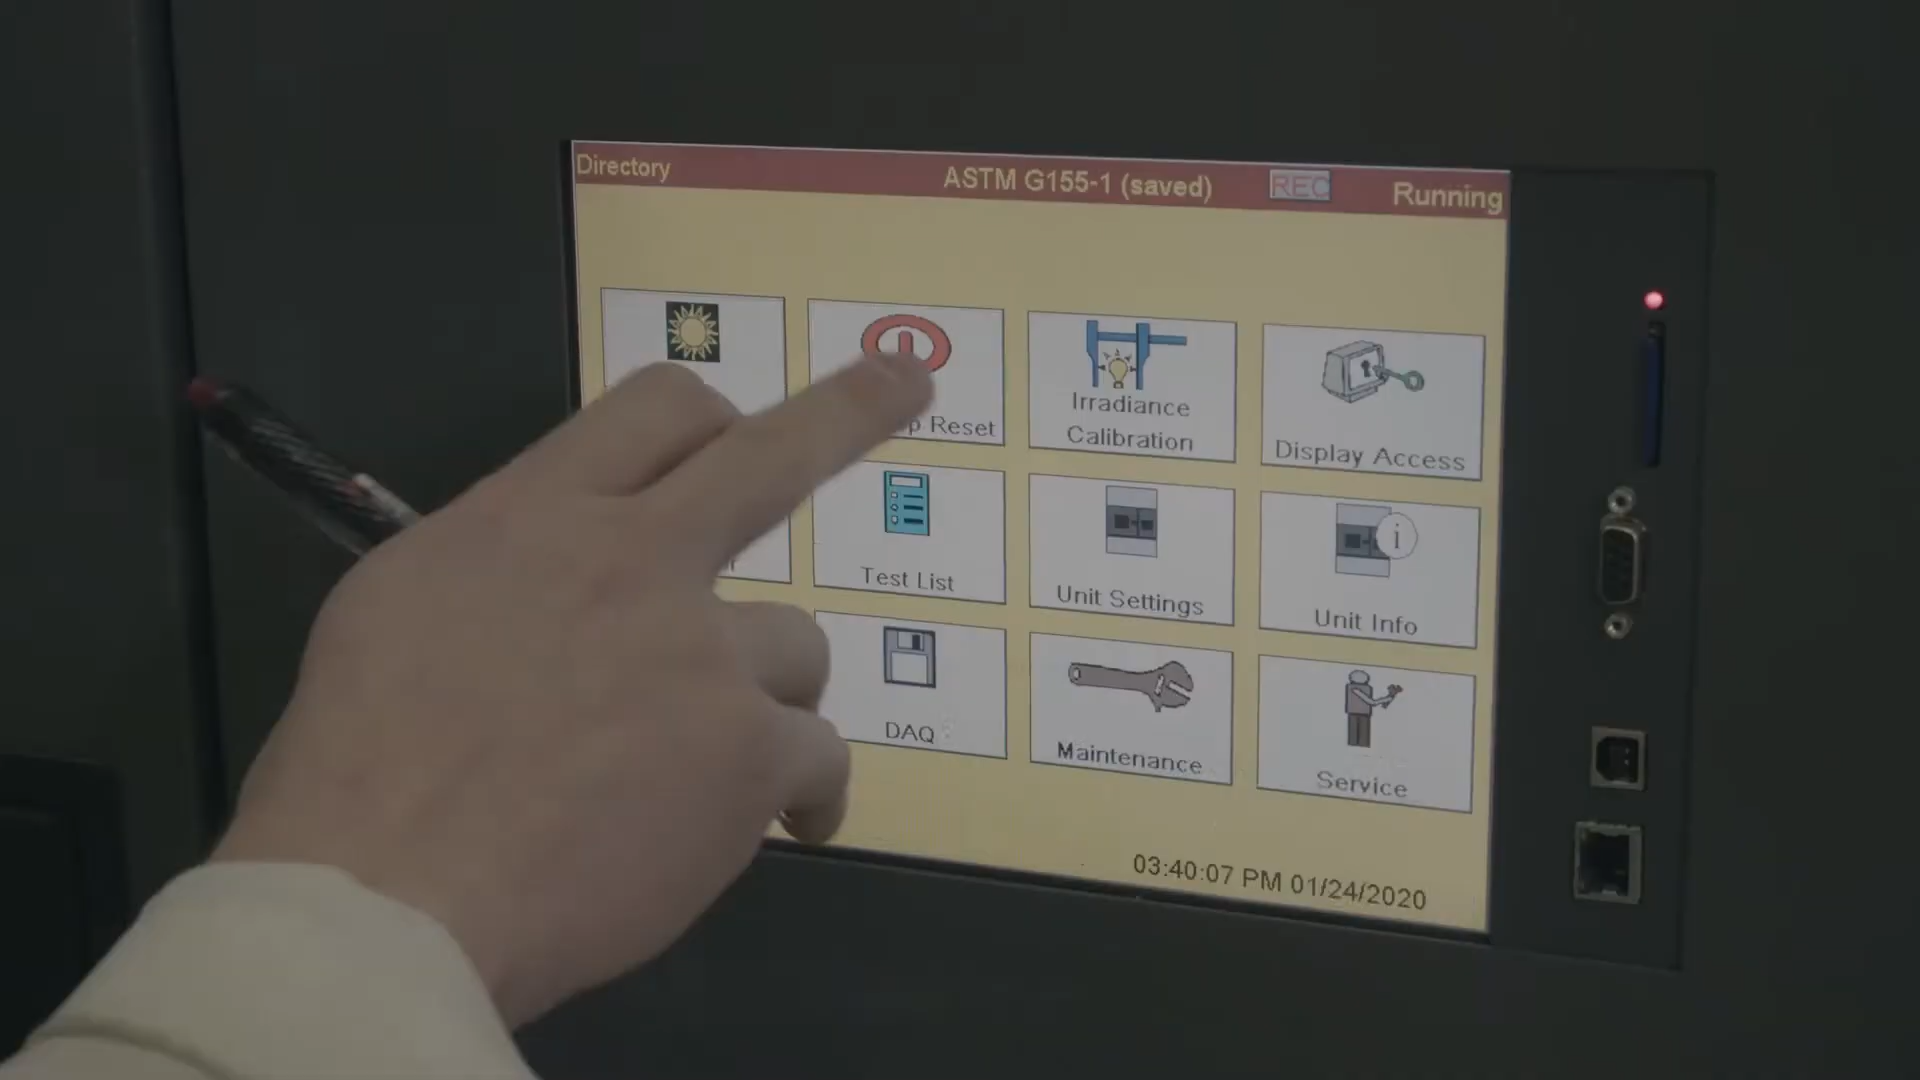 Directory ASTM G155-1 (saved) REC Running
Reset
Irradiance
Calibration
Display Access
Test List
Unit Settings
Unit Info
DAQ
Maintenance
Service
03:40:07 PM 01/24/2020